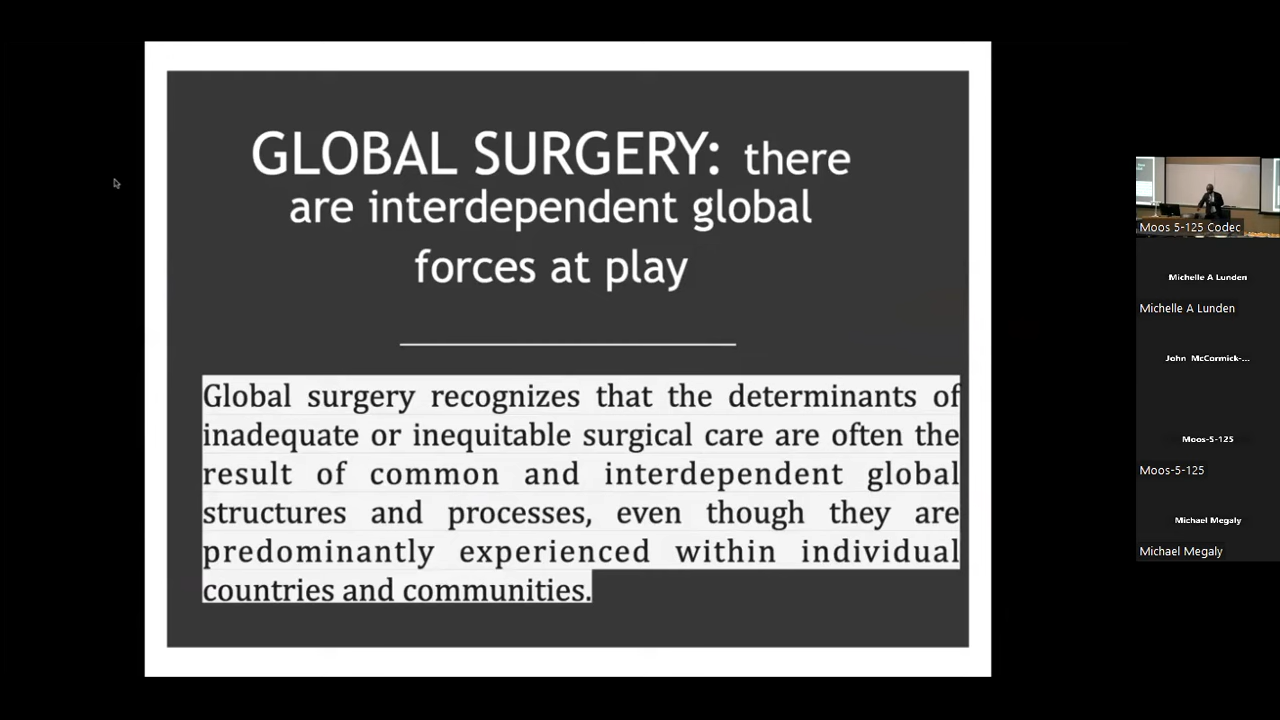 GLOBAL SURGERY: there
are interdependent global
forces at play
Global surgery recognizes that the determinants of
inadequate or inequitable surgical care are often the
result of common and interdependent global
structures and processes, even though they are
predominantly experienced within individual
countries and communities.
Moos 5-125 Codec
Michelle A Lunden
Michelle A Lunden
John McCormick-...
Moos-5-125
Moos-5-125
Michael Megaly
Michael Megaly